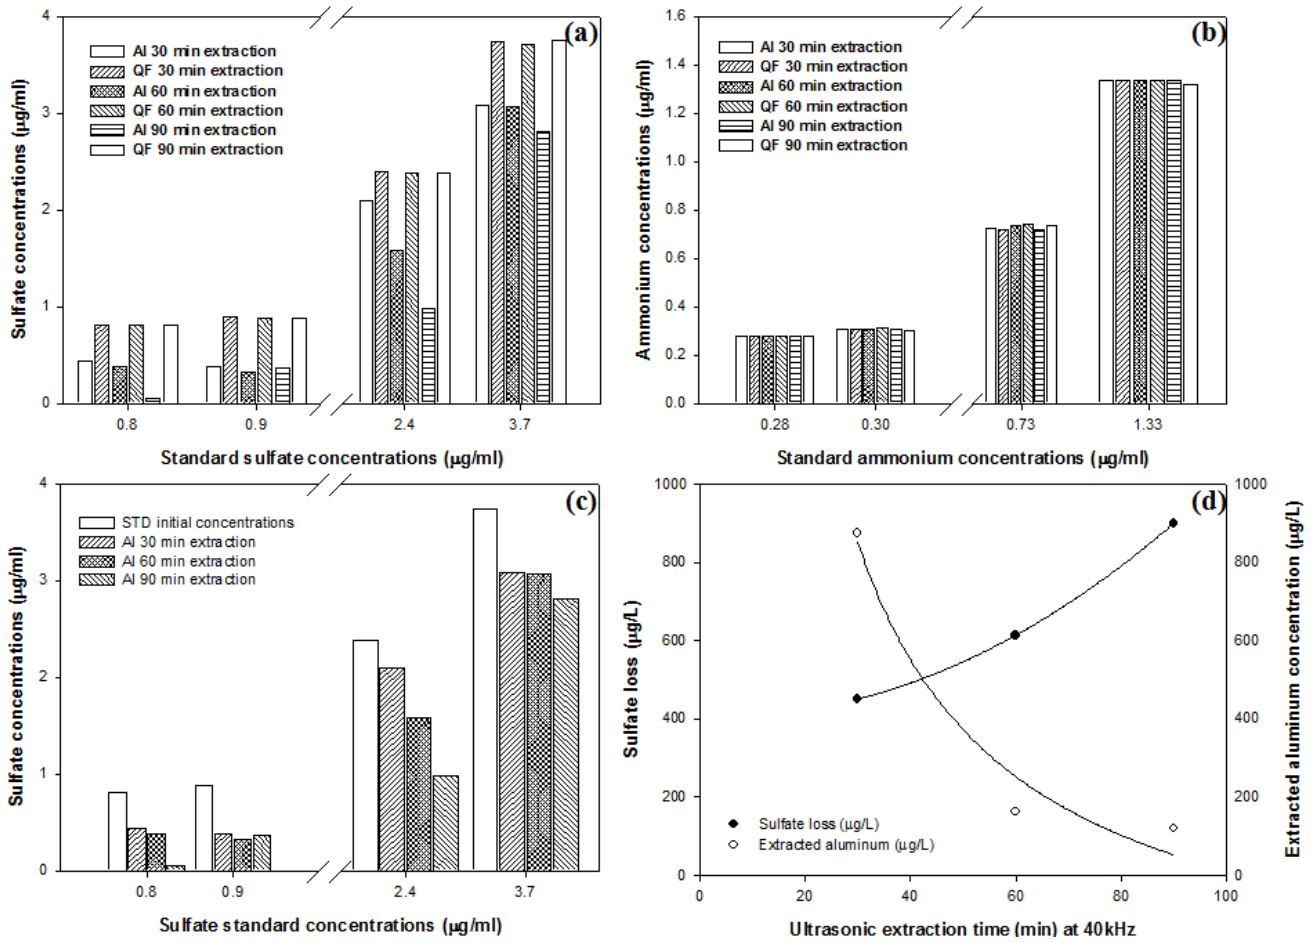 (a)
Al 30 min extraction
QF 30 min extraction
Al 60 min extraction
QF 60 min extraction
Al 90 min extraction
QF 90 min extraction
Sulfate concentrations (µg/ml)
4
3
2
1
0
0.8
0.9
2.4
3.7
Standard sulfate concentrations (µg/ml)
(b)
Al 30 min extraction
QF 30 min extraction
Al 60 min extraction
QF 60 min extraction
Al 90 min extraction
QF 90 min extraction
Ammonium concentrations (µg/ml)
1.6
1.4
1.2
1.0
0.8
0.6
0.4
0.2
0.0
0.28
0.30
0.73
1.33
Standard ammonium concentrations (µg/ml)
(c)
STD initial concentrations
Al 30 min extraction
Al 60 min extraction
Al 90 min extraction
Sulfate concentrations (µg/ml)
4
3
2
1
0
0.8
0.9
2.4
3.7
Sulfate standard concentrations (µg/ml)
(d)
Sulfate loss (µg/L)
1000
800
600
400
200
0
Sulfate loss (µg/L)
Extracted aluminum (µg/L)
1000
800
600
400
200
0
Extracted aluminum concentration (µg/L)
0
20
40
60
80
100
Ultrasonic extraction time (min) at 40kHz